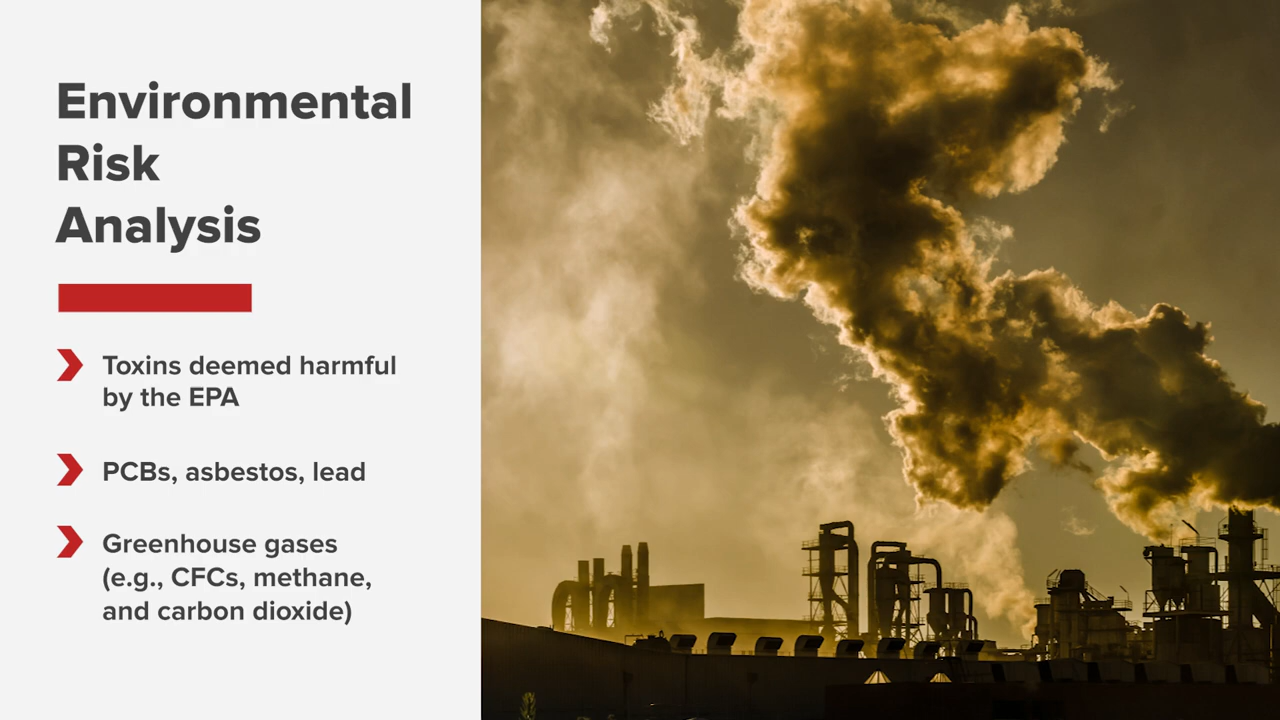 Environmental
Risk
Analysis
Toxins deemed harmful
by the EPA
PCBs, asbestos, lead
Greenhouse gases
(e.g., CFCs, methane,
and carbon dioxide)